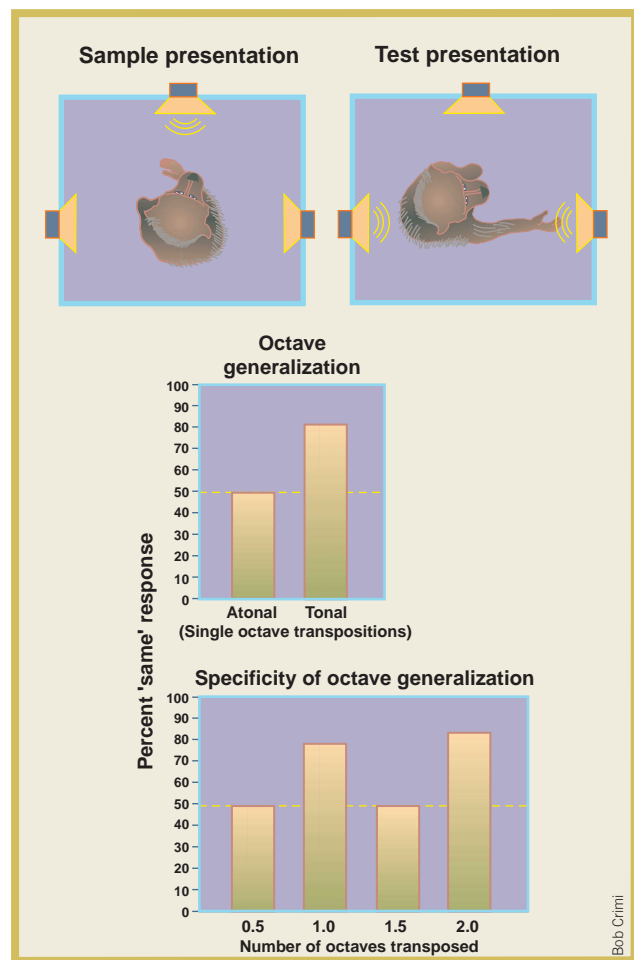 Sample presentation
Test presentation
Octave
generalization
100
90
80
70
60
50
40
30
20
10
0
Atonal Tonal
(Single octave transpositions)
Percent 'same' response
Specificity of octave generalization
100
90
80
70
60
50
40
30
20
10
0
0.5 1.0 1.5 2.0
Number of octaves transposed
Bob Crimi